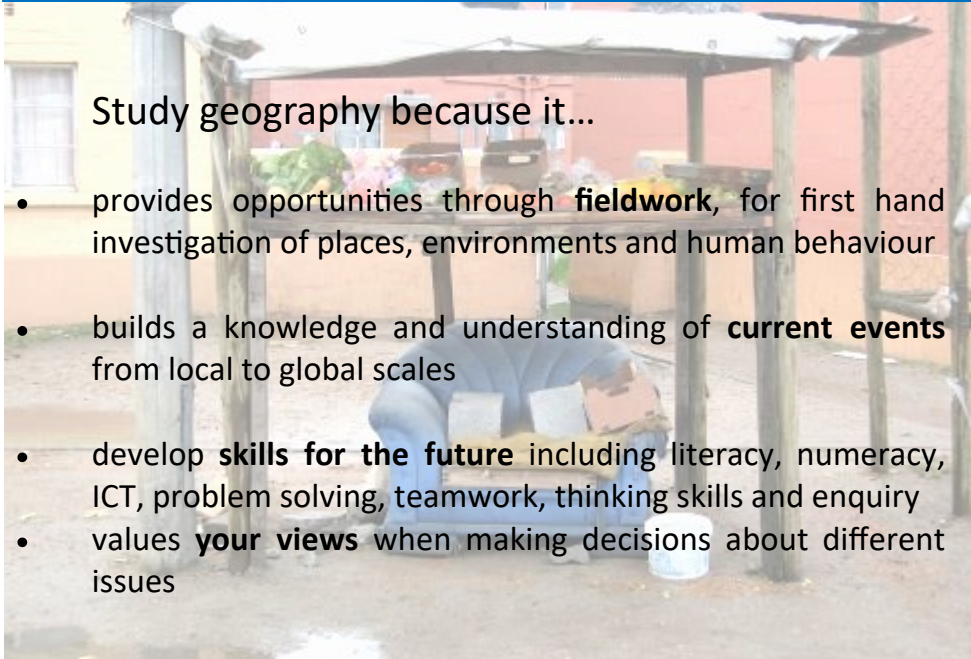 Study geography because it…
• provides opportunities through fieldwork, for first hand
investigation of places, environments and human behaviour
• builds a knowledge and understanding of current events
from local to global scales
• develop skills for the future including literacy, numeracy,
ICT, problem solving, teamwork, thinking skills and enquiry
• values your views when making decisions about different
issues